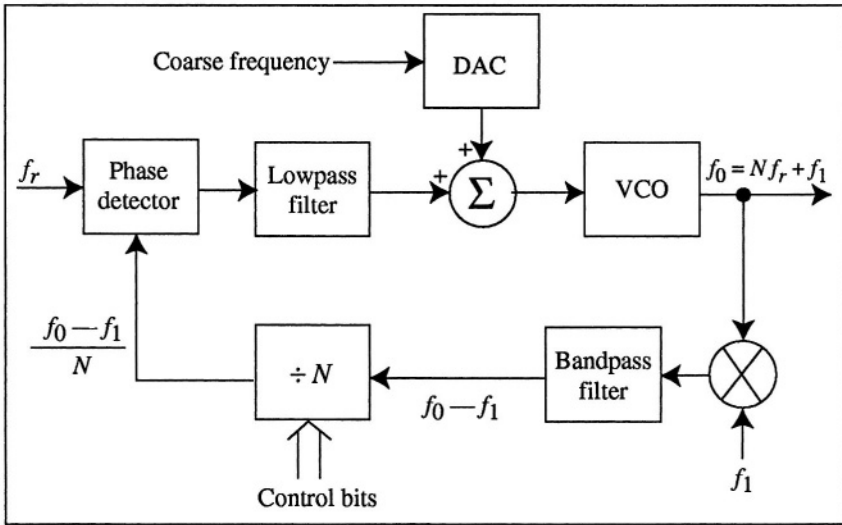 Coarse frequency
DAC
+
f_r
Phase
detector
Lowpass
filter
+
Σ
VCO
f_0 = N f_r + f_1
f_0 — f_1
N
÷ N
f_0 — f_1
Bandpass
filter
f_1
Control bits